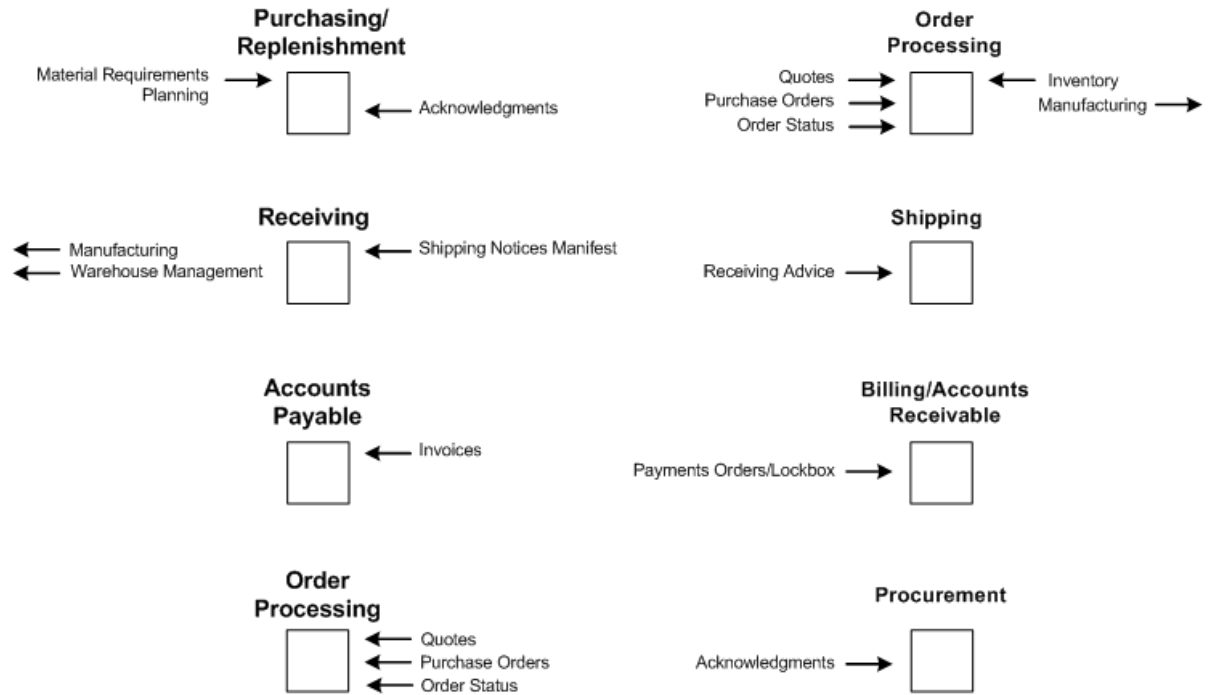 Purchasing/
Replenishment
Material Requirements
Planning
Acknowledgments
Order
Processing
Quotes
Purchase Orders
Order Status
Inventory
Manufacturing
Receiving
Manufacturing
Warehouse Management
Shipping Notices Manifest
Shipping
Receiving Advice
Accounts
Payable
Invoices
Billing/Accounts
Receivable
Payments Orders/Lockbox
Order
Processing
Quotes
Purchase Orders
Order Status
Procurement
Acknowledgments